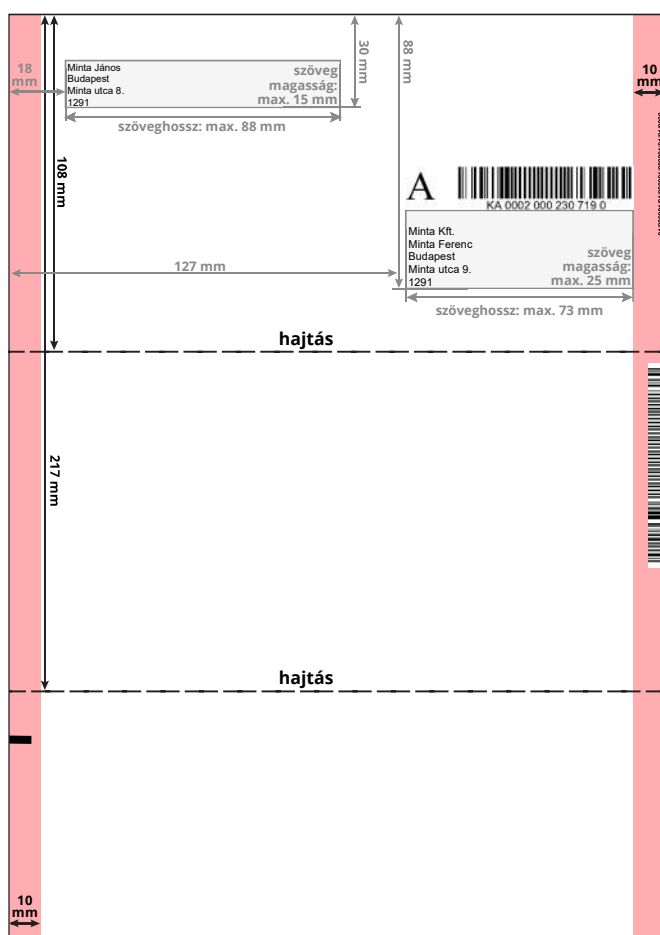 18
mm
Minta János
Budapest
Minta utca 8.
1291
szöveg
magasság:
max. 15 mm
30 mm
88 mm
10
mm
szöveghossz: max. 88 mm
108 mm
A
KA 0002 000 230 719 0
Minta Kft.
Minta Ferenc
Budapest
Minta utca 9.
1291
szöveg
magasság:
max. 25 mm
127 mm
szöveghossz: max. 73 mm
hajtás
217 mm
hajtás
10
mm